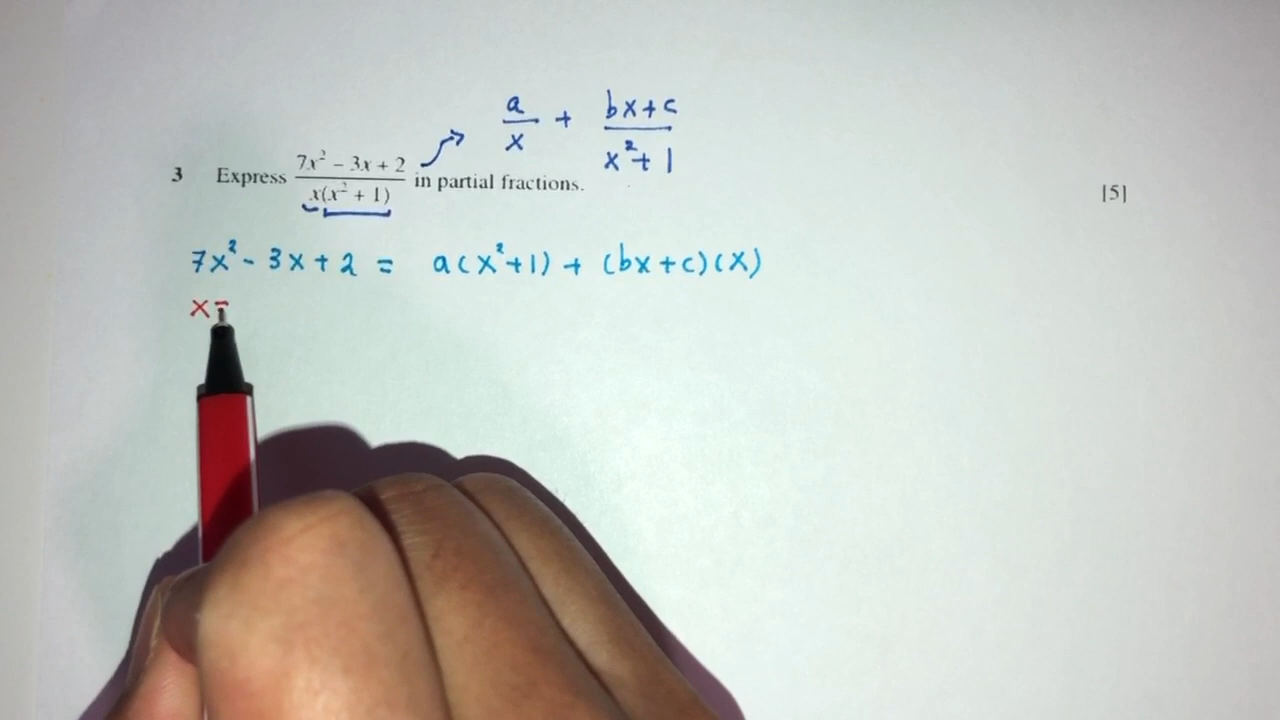 a/x + bx+c/x²+1
3 Express 7x² – 3x + 2/x(x² + 1) in partial fractions. [5]
7x² - 3x + 2 = a(x²+1) + (bx+c)(x)
x=